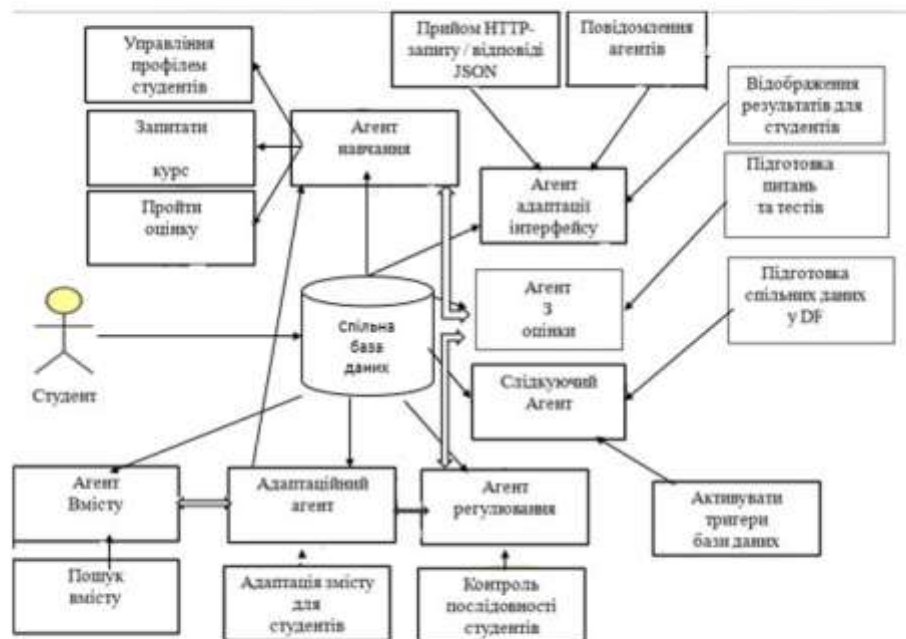 Управління
профілем
студентів
Запитати
курс
Пройти
оцінку
Агент
навчання
Прийом HTTP-
запиту / відповіді
JSON
Повідомлення
агентів
Відображення
результатів для
студентів
Агент
адаптації
інтерфейсу
Підготовка
питань
та тестів
Агент
З
опінки
Підготовка
спільних даних
у DF
Спільна
база
даних
Студент
Слідкуючий
Агент
Агент
Вмісту
Адаптаційний
агент
Агент
регулювання
Активувати
тригери
бази даних
Пошук
вмісту
Адаптація змісту
для
студентів
Контроль
послідовності
студентів